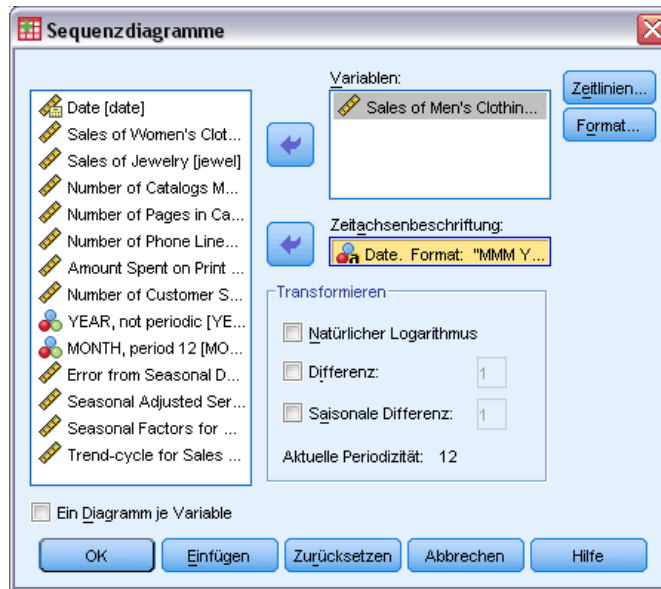 Sequenzdiagramme
Date [date]
Sales of Women's Clot...
Sales of Jewelry [jewel]
Number of Catalogs M...
Number of Pages in Ca...
Number of Phone Line...
Amount Spent on Print ...
Number of Customer S...
YEAR, not periodic [YE...
MONTH, period 12 [MO...
Error from Seasonal D...
Seasonal Adjusted Ser...
Seasonal Factors for ...
Trend-cycle for Sales ...
Variablen:
Sales of Men's Clothin...
Zeitlinien...
Format...
Zeitachsenbeschriftung:
Date. Format: "MMM Y...
Transformieren
Natürlicher Logarithmus
Differenz: 1
Saisonale Differenz: 1
Aktuelle Periodizität: 12
Ein Diagramm je Variable
OK Einfügen Zurücksetzen Abbrechen Hilfe